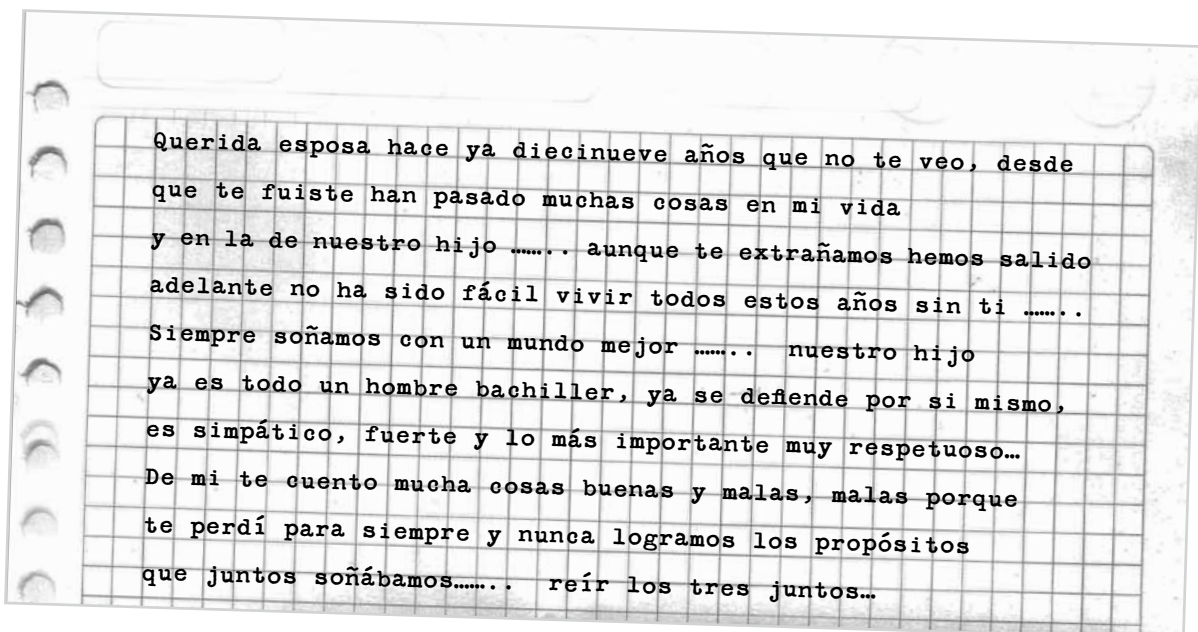 Querida esposa hace ya diecinueve años que no te veo, desde
que te fuiste han pasado muchas cosas en mi vida
y en la de nuestro hijo …….. aunque te extrañamos hemos salido
adelante no ha sido fácil vivir todos estos años sin ti ……..
Siempre soñamos con un mundo mejor …….. nuestro hijo
ya es todo un hombre bachiller, ya se defiende por si mismo,
es simpático, fuerte y lo más importante muy respetuoso…
De mi te cuento mucha cosas buenas y malas, malas porque
te perdí para siempre y nunca logramos los propósitos
que juntos soñábamos…….. reír los tres juntos…